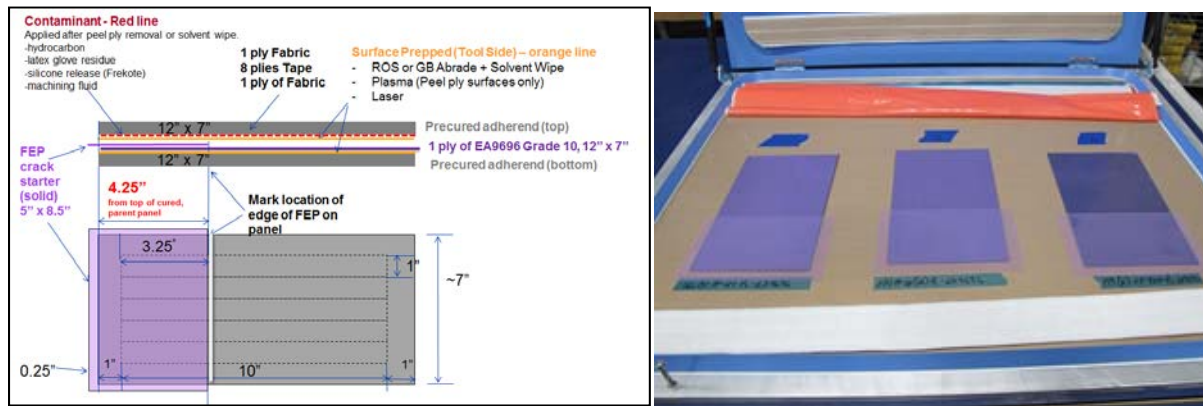 Contaminant - Red line
Applied after peel ply removal or solvent wipe.
-hydrocarbon
-latex glove residue
-silicone release (Frekote)
-machining fluid
1 ply Fabric
8 plies Tape
1 ply of Fabric
Surface Prepped (Tool Side) – orange line
- ROS or GB Abrade + Solvent Wipe
- Plasma (Peel ply surfaces only)
- Laser
12" x 7"
Precured adherend (top)
1 ply of EA9696 Grade 10, 12" x 7"
12" x 7"
Precured adherend (bottom)
FEP
crack
starter
(solid)
5" x 8.5"
4.25"
from top of cured,
parent panel
Mark location of
edge of FEP on
panel
3.25"
1"
~7"
0.25"
1"
10"
1"